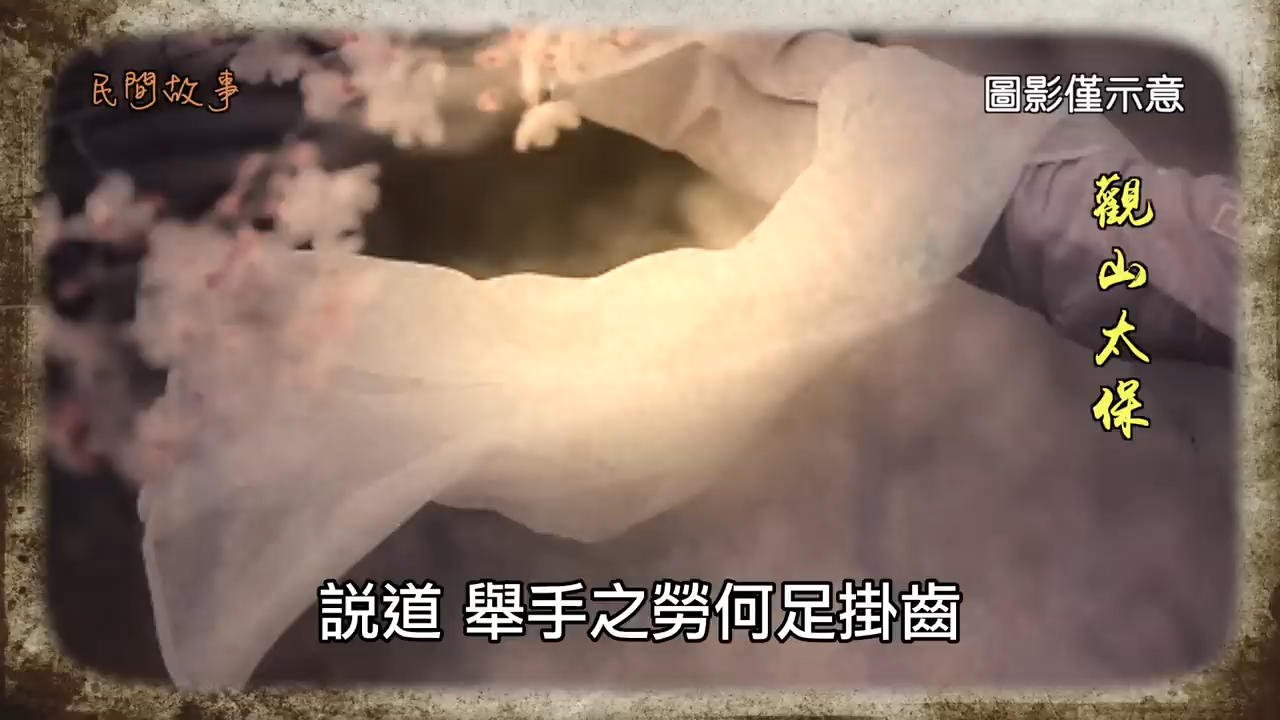 民間故事
圖影僅示意
觀山太保
説道 舉手之勞何足掛齒